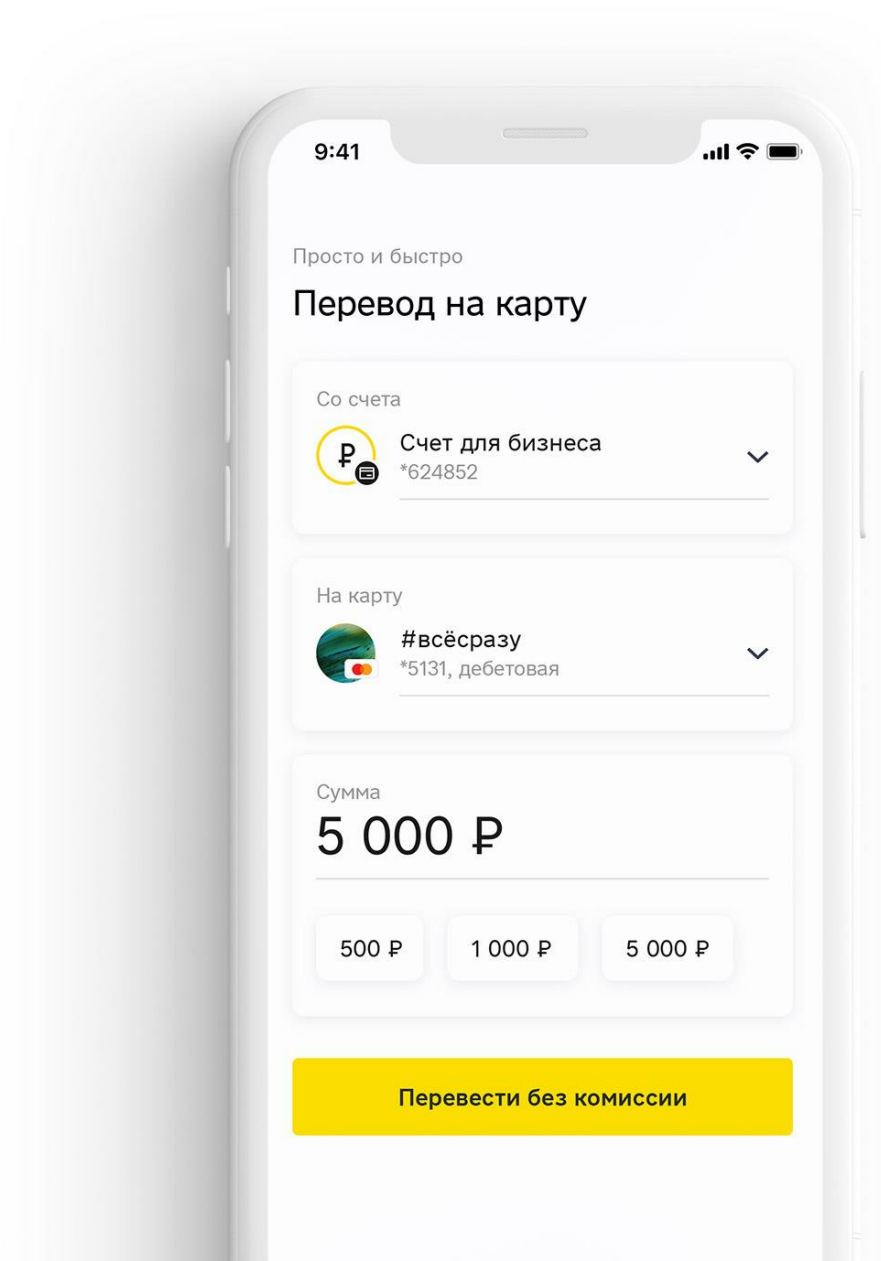 9:41
Просто и быстро
Перевод на карту
Со счета
₽
Счет для бизнеса
*624852
На карту
#всёсразу
*5131, дебетовая
Сумма
5 000 ₽
500 ₽ 1 000 ₽ 5 000 ₽
Перевести без комиссии